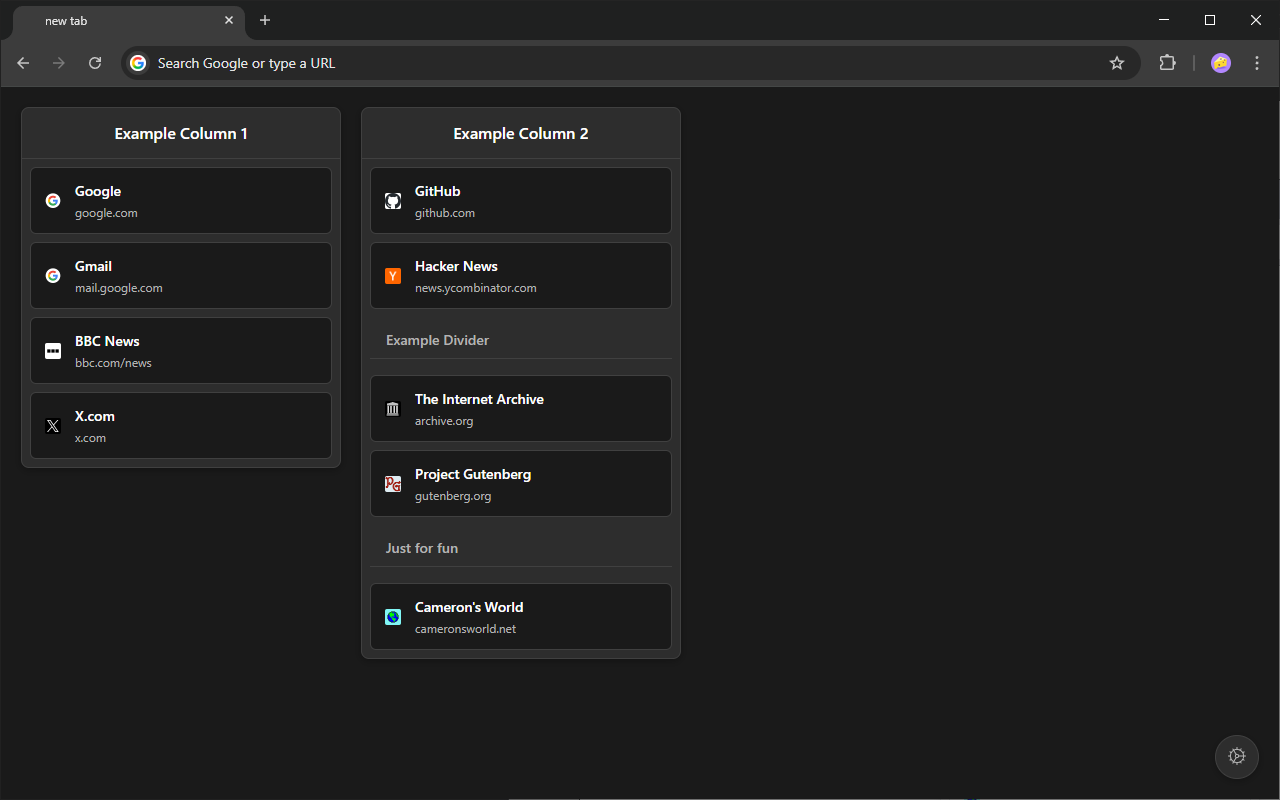 new tab
Search Google or type a URL
Example Column 1
Google
google.com
Gmail
mail.google.com
BBC News
bbc.com/news
X.com
x.com
Example Column 2
GitHub
github.com
Hacker News
news.ycombinator.com
Example Divider
The Internet Archive
archive.org
Project Gutenberg
gutenberg.org
Just for fun
Cameron's World
cameronsworld.net